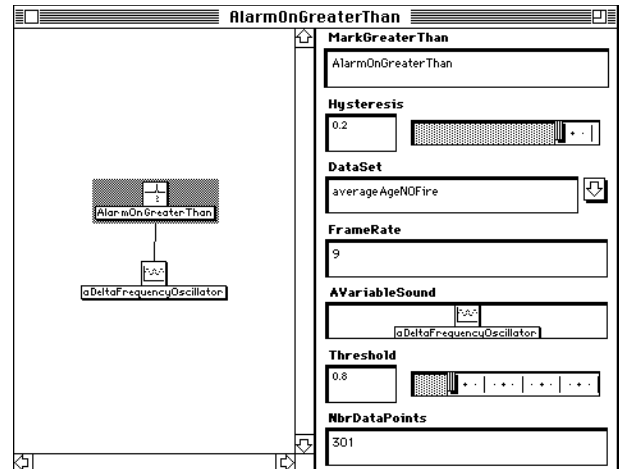 AlarmOnGreaterThan
AlarmOnGreaterThan
aDeltaFrequencyOscillator
MarkGreaterThan
AlarmOnGreaterThan
Hysteresis
0.2
DataSet
averageAgeNOFire
FrameRate
9
AVariableSound
aDeltaFrequencyOscillator
Threshold
0.8
NbrDataPoints
301